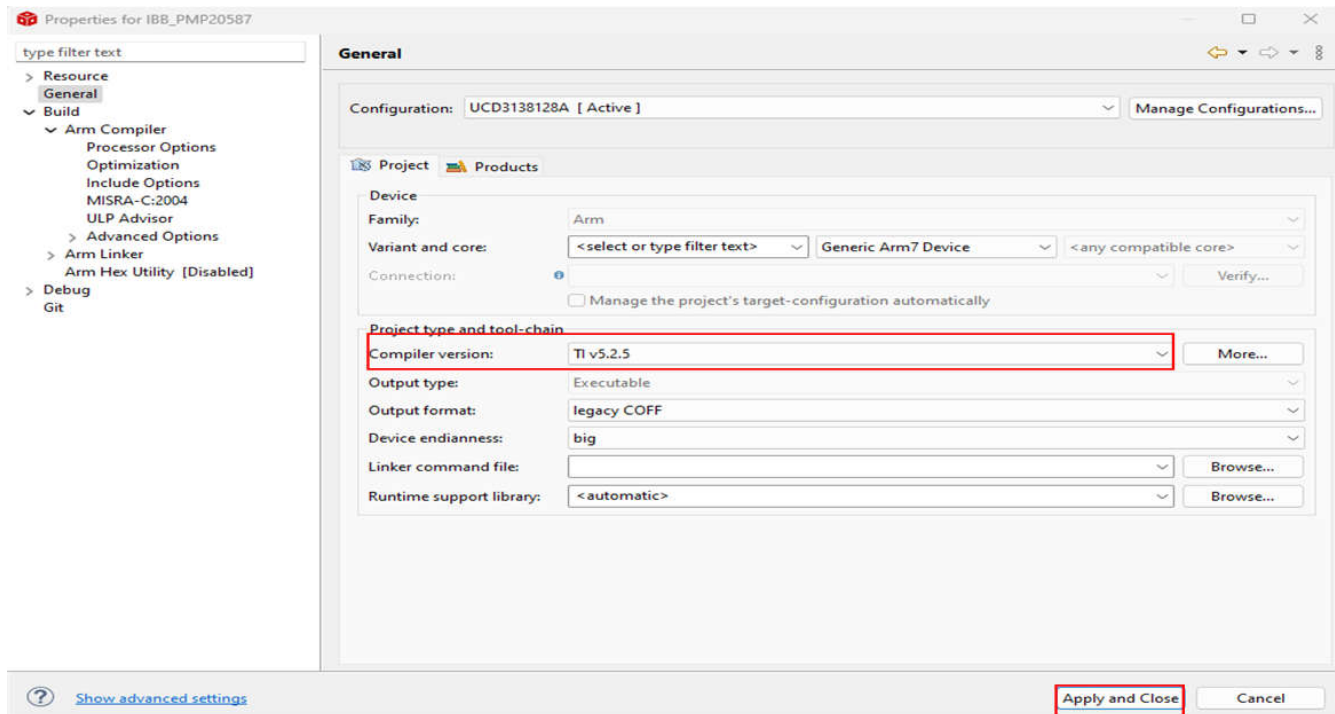 Properties for IBB_PMP20587
type filter text
Resource
General
Build
Arm Compiler
Processor Options
Optimization
Include Options
MISRA-C:2004
ULP Advisor
Advanced Options
Arm Linker
Arm Hex Utility [Disabled]
Debug
Git
General
Configuration: UCD3138128A [ Active ] Manage Configurations...
Project Products
Device
Family: Arm
Variant and core: <select or type filter text> Generic Arm7 Device <any compatible core>
Connection: Verify...
Manage the project's target-configuration automatically
Project type and tool-chain
Compiler version: TI v5.2.5 More...
Output type: Executable
Output format: legacy COFF
Device endianness: big
Linker command file: Browse...
Runtime support library: <automatic> Browse...
Show advanced settings
Apply and Close Cancel